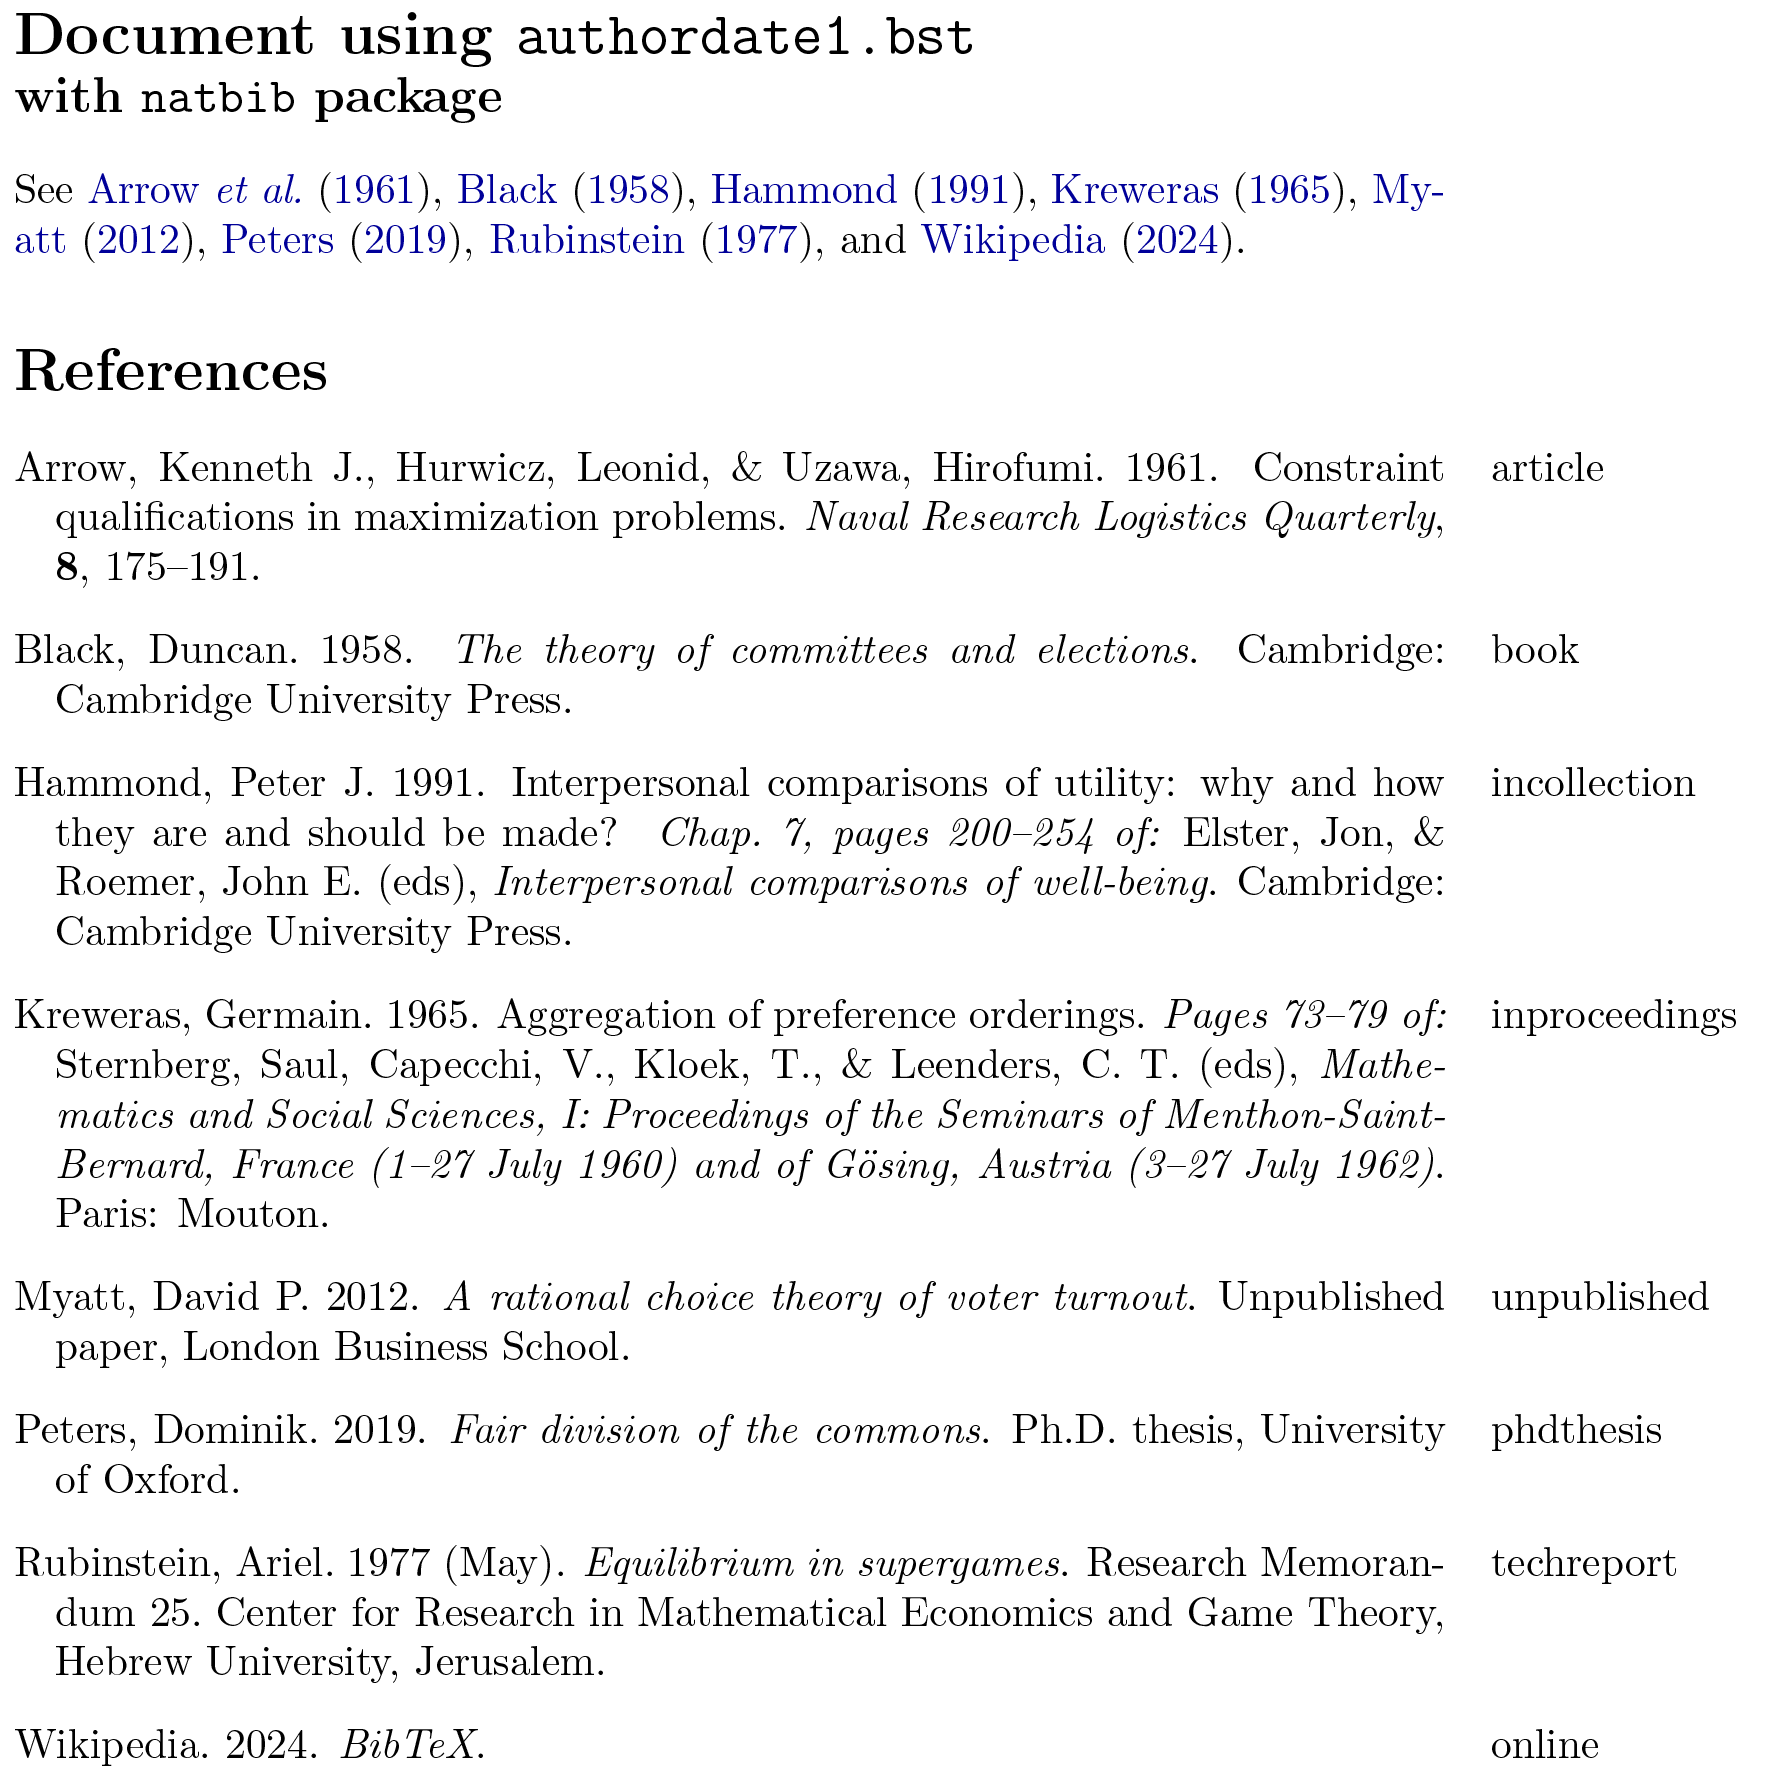 Document using authordate1.bst
with natbib package
See Arrow et al. (1961), Black (1958), Hammond (1991), Kreweras (1965), My-
att (2012), Peters (2019), Rubinstein (1977), and Wikipedia (2024).
References
Arrow, Kenneth J., Hurwicz, Leonid, & Uzawa, Hirofumi. 1961. Constraint article
qualifications in maximization problems. Naval Research Logistics Quarterly,
8, 175–191.
Black, Duncan. 1958. The theory of committees and elections. Cambridge: book
Cambridge University Press.
Hammond, Peter J. 1991. Interpersonal comparisons of utility: why and how incollection
they are and should be made? Chap. 7, pages 200–254 of: Elster, Jon, &
Roemer, John E. (eds), Interpersonal comparisons of well-being. Cambridge:
Cambridge University Press.
Kreweras, Germain. 1965. Aggregation of preference orderings. Pages 73–79 of: inproceedings
Sternberg, Saul, Capecchi, V., Kloek, T., & Leenders, C. T. (eds), Mathe-
matics and Social Sciences, I: Proceedings of the Seminars of Menthon-Saint-
Bernard, France (1–27 July 1960) and of Gösing, Austria (3–27 July 1962).
Paris: Mouton.
Myatt, David P. 2012. A rational choice theory of voter turnout. Unpublished unpublished
paper, London Business School.
Peters, Dominik. 2019. Fair division of the commons. Ph.D. thesis, University phdthesis
of Oxford.
Rubinstein, Ariel. 1977 (May). Equilibrium in supergames. Research Memoran- techreport
dum 25. Center for Research in Mathematical Economics and Game Theory,
Hebrew University, Jerusalem.
Wikipedia. 2024. BibTeX. online